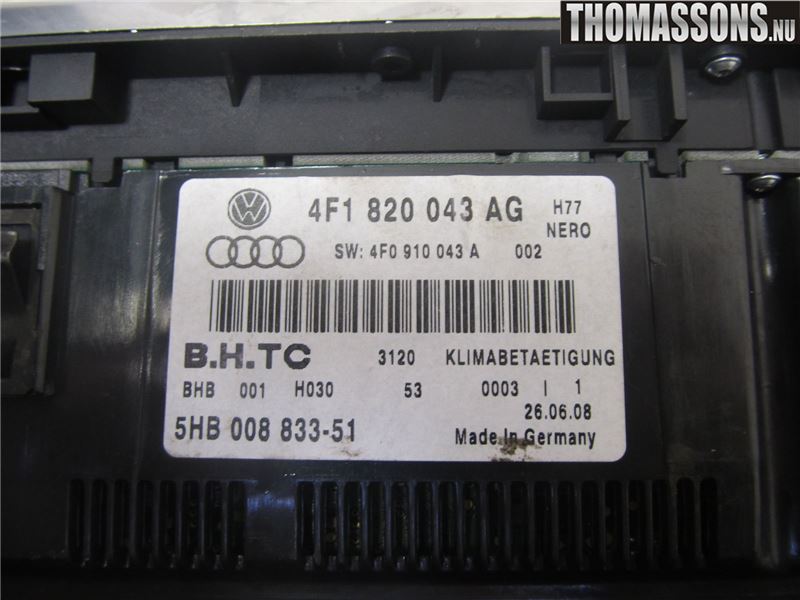 THOMASSONS.NU
4F1 820 043 AG H77
NERO
SW: 4F0 910 043 A 002
B.H.TC 3120 KLIMABETAETIGUNG
BHB 001 H030 53 0003 | 1
26.06.08
5HB 008 833-51 Made In Germany